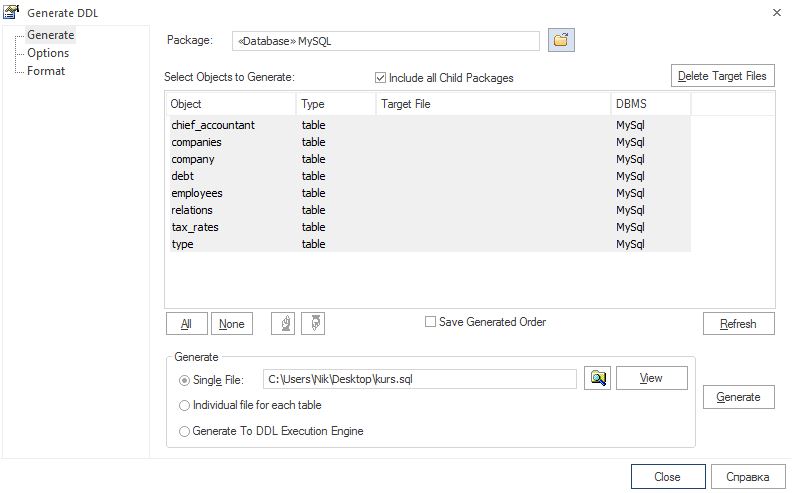 Generate DDL
Generate
Options
Format
Package: «Database» MySQL
Select Objects to Generate: Include all Child Packages Delete Target Files
Object Type Target File DBMS
chief_accountant table MySql
companies table MySql
company table MySql
debt table MySql
employees table MySql
relations table MySql
tax_rates table MySql
type table MySql
All None Save Generated Order Refresh
Generate
Single File: C:\Users\Nik\Desktop\kurs.sql View
Individual file for each table Generate
Generate To DDL Execution Engine
Close Справка